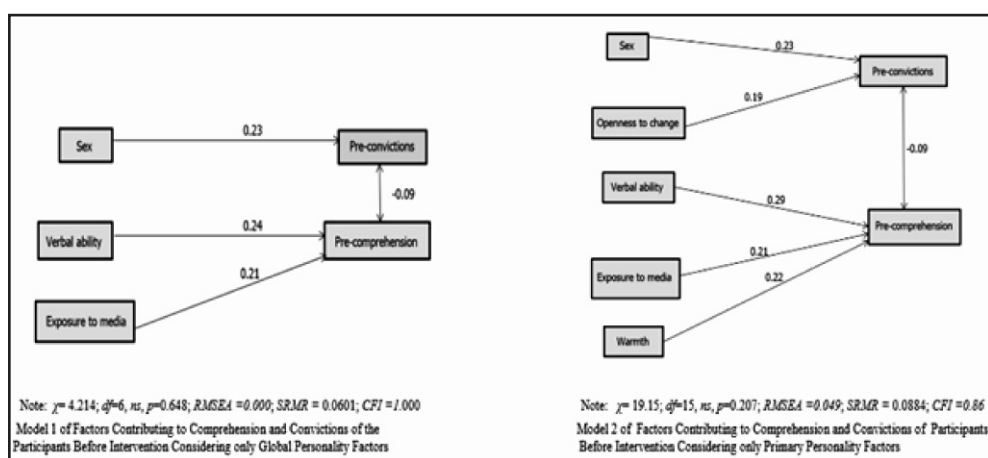 Sex
0.23
Pre-convictions
-0.09
Verbal ability
0.24
Pre-comprehension
0.21
Exposure to media
Note: χ= 4.214; df=6, ns, p=0.648; RMSEA =0.000; SRMR = 0.0601; CFI =1.000
Model 1 of Factors Contributing to Comprehension and Convictions of the
Participants Before Intervention Considering only Global Personality Factors
Sex
0.23
Pre-convictions
0.19
Openness to change
-0.09
Verbal ability
0.29
Pre-comprehension
0.21
Exposure to media
0.22
Warmth
Note: χ= 19.15; df=15, ns, p=0.207; RMSEA =0.049; SRMR = 0.0884; CFI =0.86
Model 2 of Factors Contributing to Comprehension and Convictions of Participants
Before Intervention Considering only Primary Personality Factors